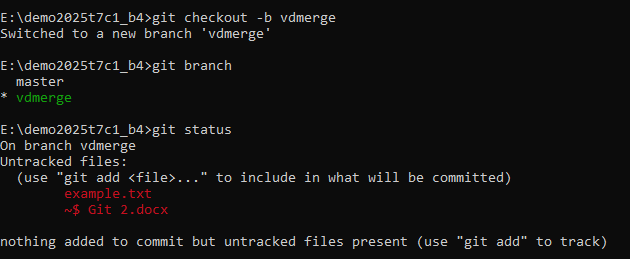 E:\demo2025t7c1_b4>git checkout -b vdmerge
Switched to a new branch 'vdmerge'
E:\demo2025t7c1_b4>git branch
  master
* vdmerge
E:\demo2025t7c1_b4>git status
On branch vdmerge
Untracked files:
  (use "git add <file>..." to include in what will be committed)
        example.txt
        ~$ Git 2.docx
nothing added to commit but untracked files present (use "git add" to track)